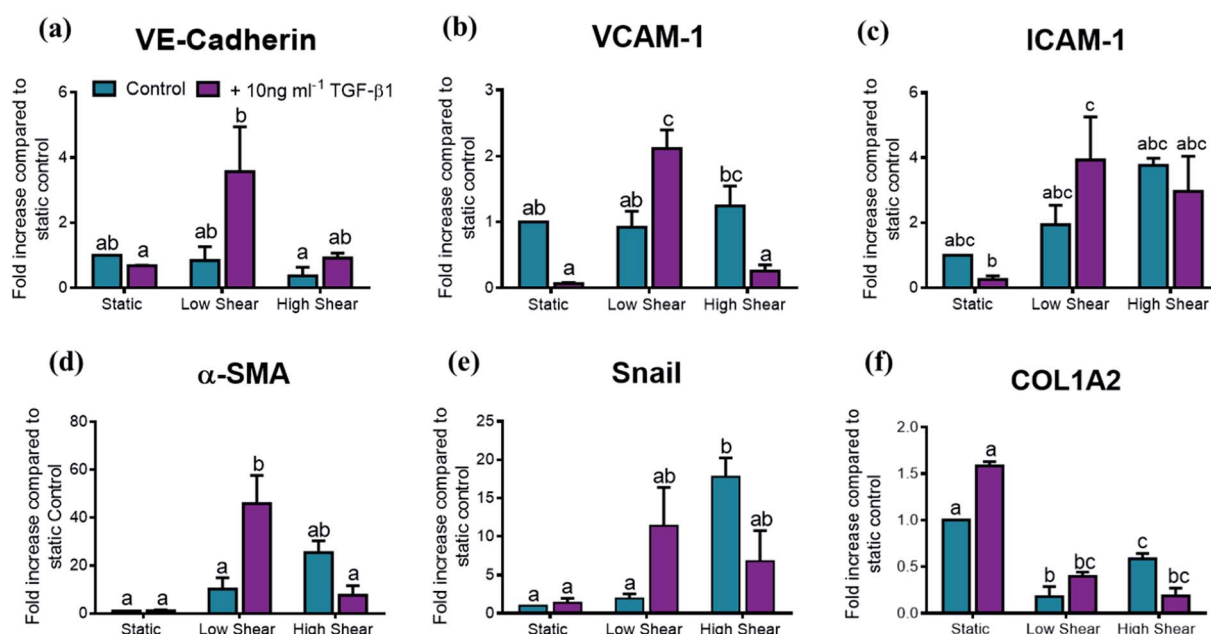 (a)
VE-Cadherin
Control
+ 10ng ml⁻¹ TGF-β1
Fold increase compared to
static control
6
4
2
0
ab
a
ab
b
a
ab
Static
Low Shear
High Shear
(b)
VCAM-1
Fold increase compared to
static control
3
2
1
0
ab
a
ab
c
bc
a
Static
Low Shear
High Shear
(c)
ICAM-1
Fold increase compared to
static control
6
4
2
0
abc
b
abc
c
abc
abc
Static
Low Shear
High Shear
(d)
α-SMA
Fold increase compared to
static Control
80
60
40
20
0
a
a
a
b
ab
a
Static
Low Shear
High Shear
(e)
Snail
Fold increase compared to
static control
25
20
15
10
5
0
a
a
a
ab
b
ab
Static
Low Shear
High Shear
(f)
COL1A2
Fold increase compared to
static control
2.0
1.5
1.0
0.5
0.0
a
a
b
bc
c
bc
Static
Low Shear
High Shear